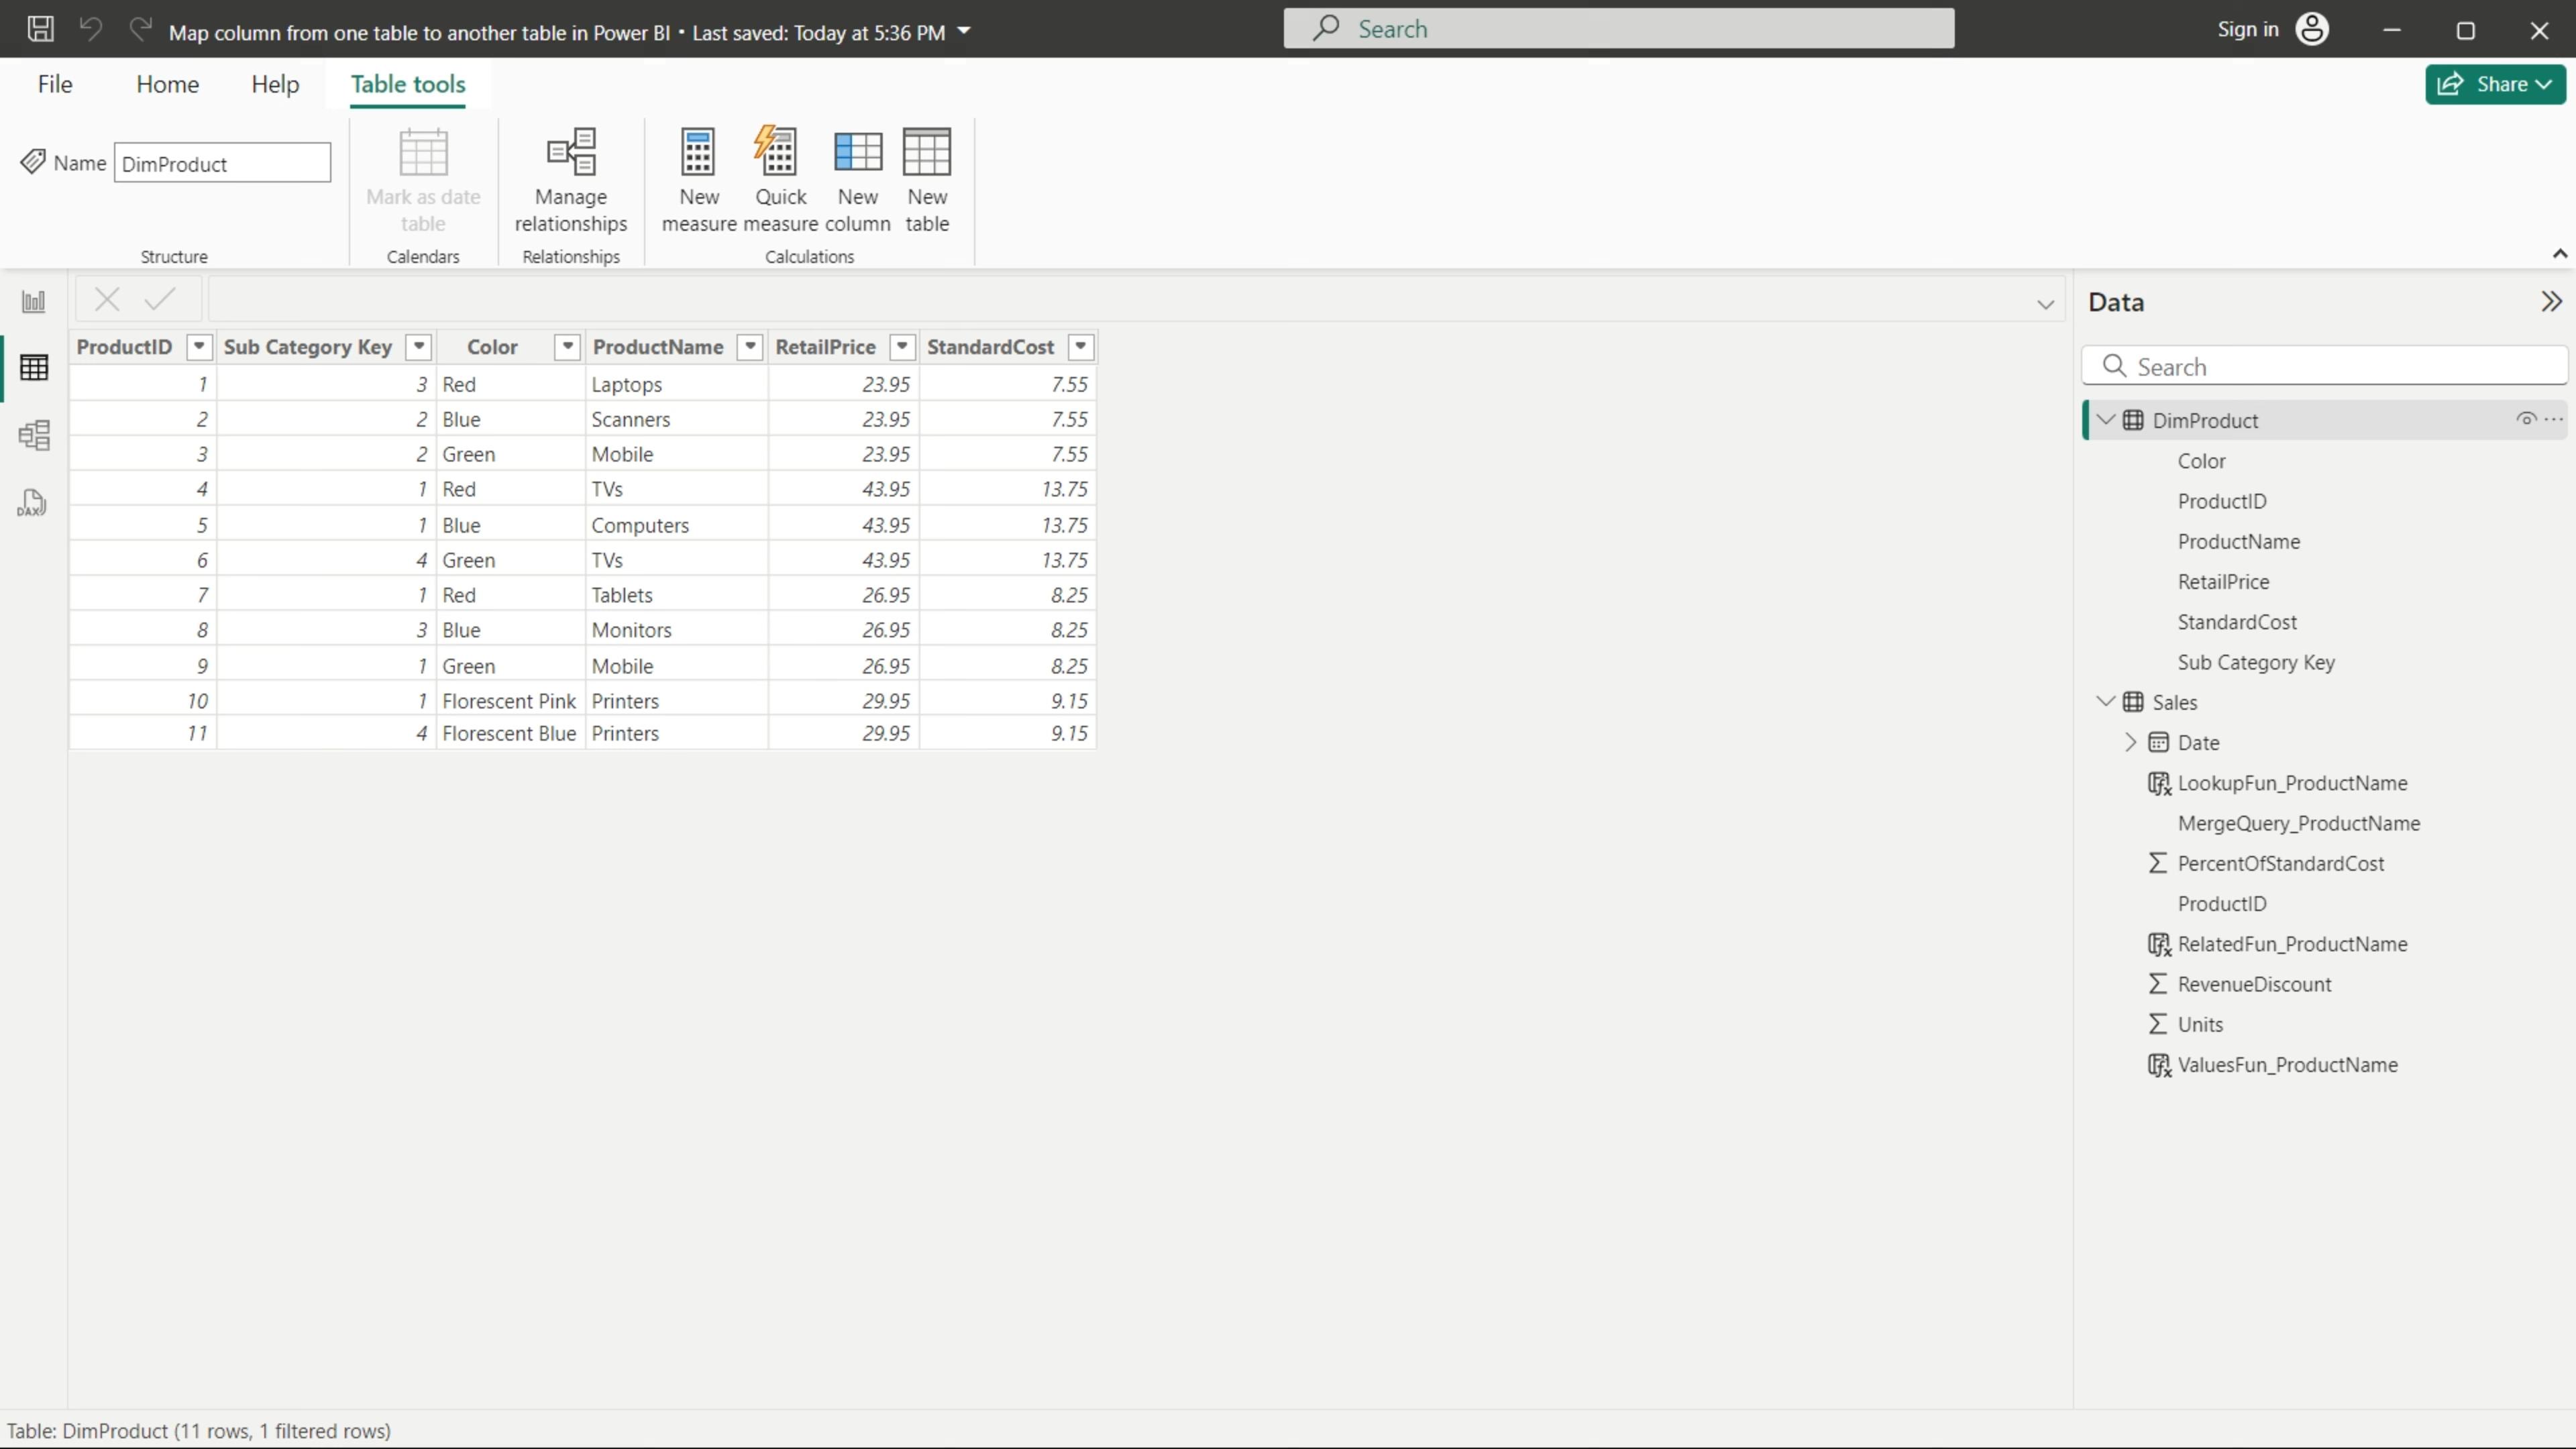 Map column from one table to another table in Power BI • Last saved: Today at 5:36 PM
Search
Sign in
File Home Help Table tools
Share
Name DimProduct
Mark as date table
Manage relationships
New measure
Quick measure
New column
New table
Structure Calendars Relationships Calculations
Data
Search
ProductID Sub Category Key Color ProductName RetailPrice StandardCost
1 3 Red Laptops 23.95 7.55
2 2 Blue Scanners 23.95 7.55
3 2 Green Mobile 23.95 7.55
4 1 Red TVs 43.95 13.75
5 1 Blue Computers 43.95 13.75
6 4 Green TVs 43.95 13.75
7 1 Red Tablets 26.95 8.25
8 3 Blue Monitors 26.95 8.25
9 1 Green Mobile 26.95 8.25
10 1 Florescent Pink Printers 29.95 9.15
11 4 Florescent Blue Printers 29.95 9.15
DAX
DimProduct
Color
ProductID
ProductName
RetailPrice
StandardCost
Sub Category Key
Sales
Date
LookupFun_ProductName
MergeQuery_ProductName
PercentOfStandardCost
ProductID
RelatedFun_ProductName
RevenueDiscount
Units
ValuesFun_ProductName
Table: DimProduct (11 rows, 1 filtered rows)